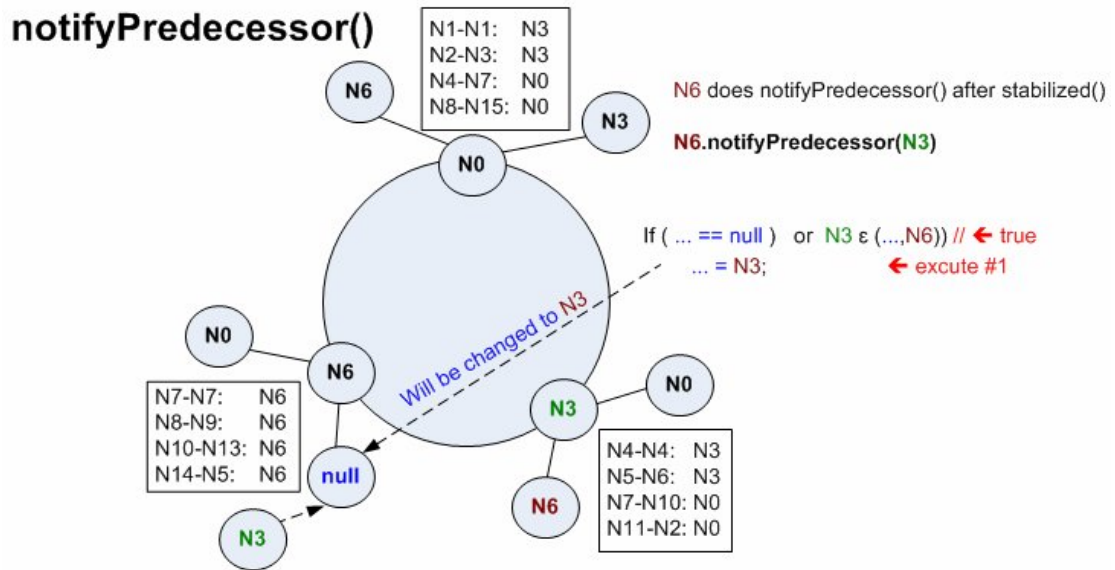 notifyPredecessor()
N1-N1: N3
N2-N3: N3
N4-N7: N0
N8-N15: N0
N6
N3
N0
N6 does notifyPredecessor() after stabilized()
N6.notifyPredecessor(N3)
If ( ... == null ) or N3 ε (...,N6)) // 🡸 true
... = N3; 🡸 excute #1
Will be changed to N3
N0
N6
N7-N7: N6
N8-N9: N6
N10-N13: N6
N14-N5: N6
null
N3
N3
N0
N6
N4-N4: N3
N5-N6: N3
N7-N10: N0
N11-N2: N0